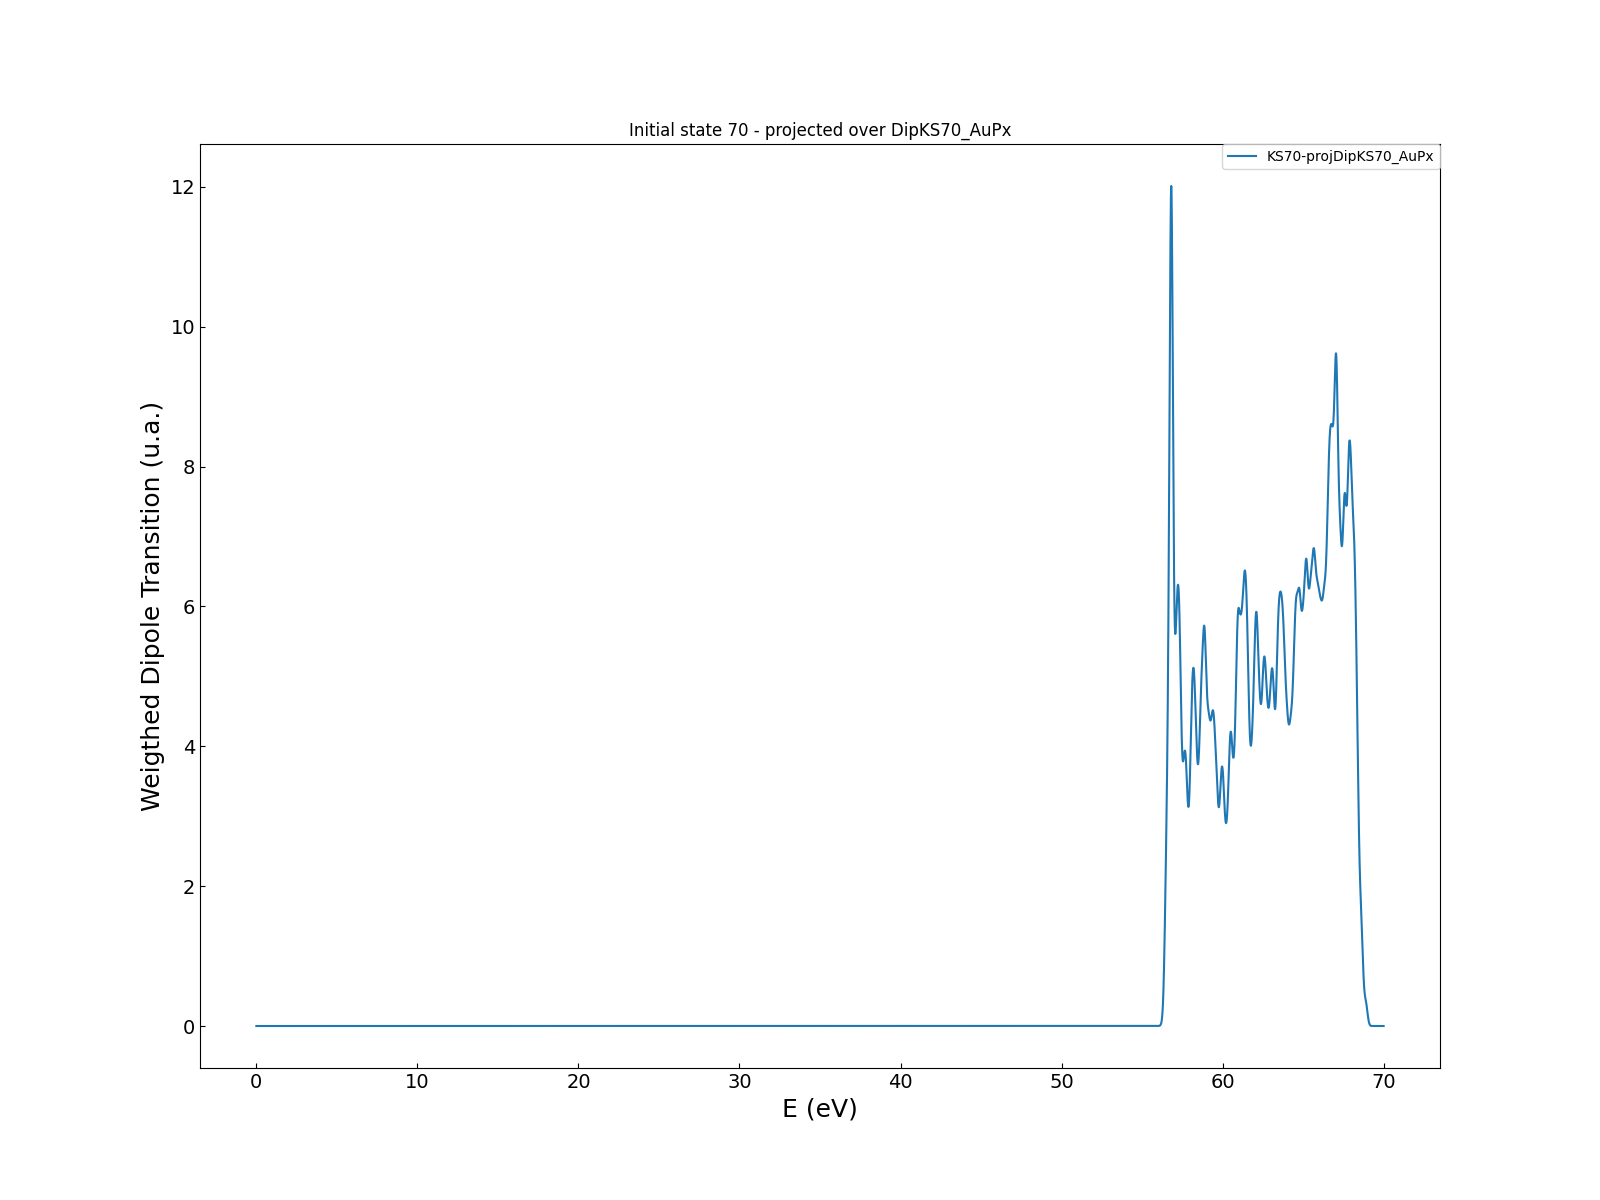 Initial state 70 - projected over DipKS70_AuPx
KS70-projDipKS70_AuPx
Weigthed Dipole Transition (u.a.)
12
10
8
6
4
2
0
0 10 20 30 40 50 60 70
E (eV)